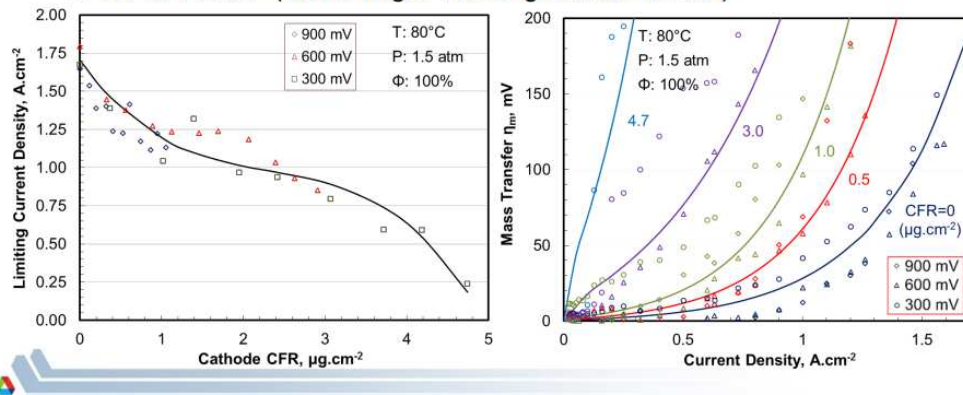 Limiting Current Density, A.cm-2
2.00
1.75
1.50
1.25
1.00
0.75
0.50
0.25
0.00
900 mV
600 mV
300 mV
T: 80°C
P: 1.5 atm
Φ: 100%
0
1
2
3
4
5
Cathode CFR, µg.cm-2
Mass Transfer ηm, mV
200
150
100
50
0
T: 80°C
P: 1.5 atm
Φ: 100%
4.7
3.0
1.0
0.5
CFR=0
(µg.cm-2)
900 mV
600 mV
300 mV
0
0.5
1.0
1.5
Current Density, A.cm-2